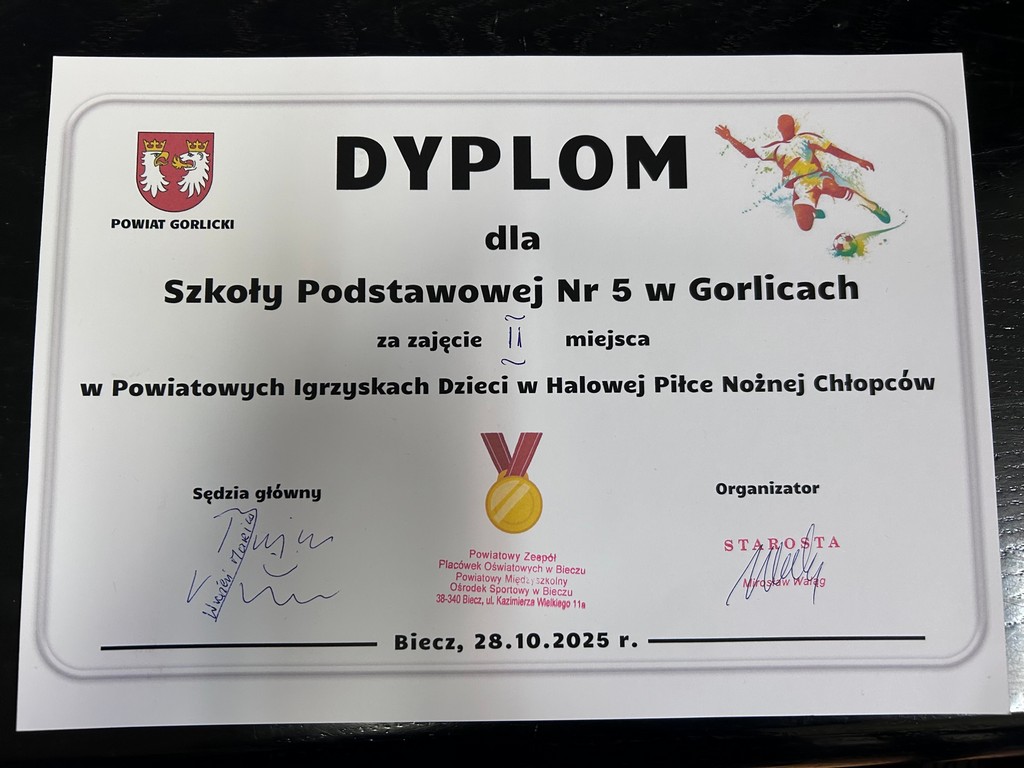 DYPLOM
POWIAT GORLICKI
dla
Szkoły Podstawowej Nr 5 w Gorlicach
za zajęcie II miejsca
w Powiatowych Igrzyskach Dzieci w Halowej Piłce Nożnej Chłopców
Sędzia główny
Organizator
STAROSTA
Mirosław Wałąg
Powiatowy Zespół
Placówek Oświatowych w Bieczu
Powiatowy Międzyszkolny
Ośrodek Sportowy w Bieczu
38-340 Biecz, ul. Kazimierza Wielkiego 11a
Biecz, 28.10.2025 r.